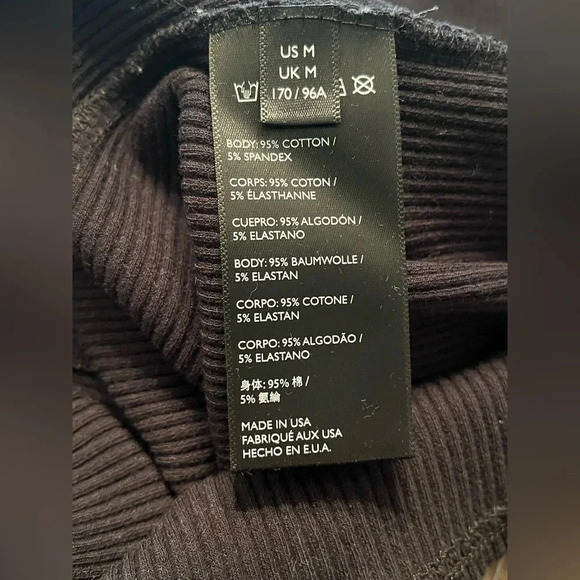 US M
UK M
170 / 96A
BODY: 95% COTTON /
5% SPANDEX
CORPS: 95% COTON /
5% ÉLASTHANNE
CUEPRO: 95% ALGODÓN /
5% ELASTANO
BODY: 95% BAUMWOLLE /
5% ELASTAN
CORPO: 95% COTONE /
5% ELASTAN
CORPO: 95% ALGODÃO /
5% ELASTANO
身体: 95% 棉 /
5% 氨綸
MADE IN USA
FABRIQUÉ AUX USA
HECHO EN E.U.A.